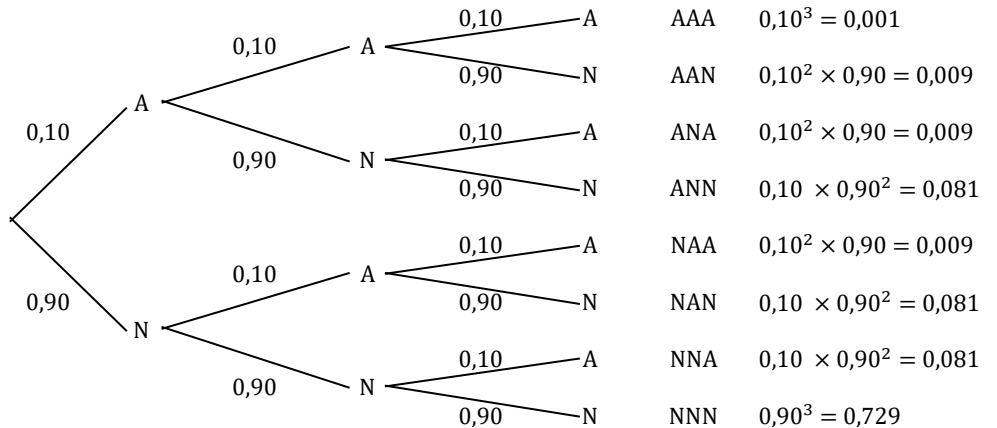 0,10 A AAA 0,10³ = 0,001
0,10 A
0,90 N AAN 0,10² × 0,90 = 0,009
A
0,10 0,10 A ANA 0,10² × 0,90 = 0,009
0,90 N
0,90 N ANN 0,10 × 0,90² = 0,081
0,10 A NAA 0,10² × 0,90 = 0,009
0,10 A
0,90 0,90 N NAN 0,10 × 0,90² = 0,081
N
0,10 A NNA 0,10 × 0,90² = 0,081
0,90 N
0,90 N NNN 0,90³ = 0,729